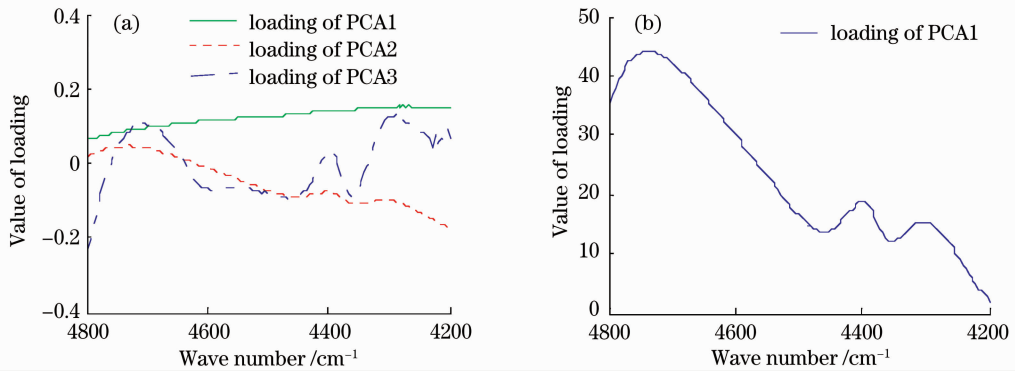 (a)
loading of PCA1
loading of PCA2
loading of PCA3
0.4
0.2
0
−0.2
−0.4
Value of loading
4800
4600
4400
4200
Wave number /cm⁻¹
(b)
loading of PCA1
50
40
30
20
10
0
Value of loading
4800
4600
4400
4200
Wave number /cm⁻¹